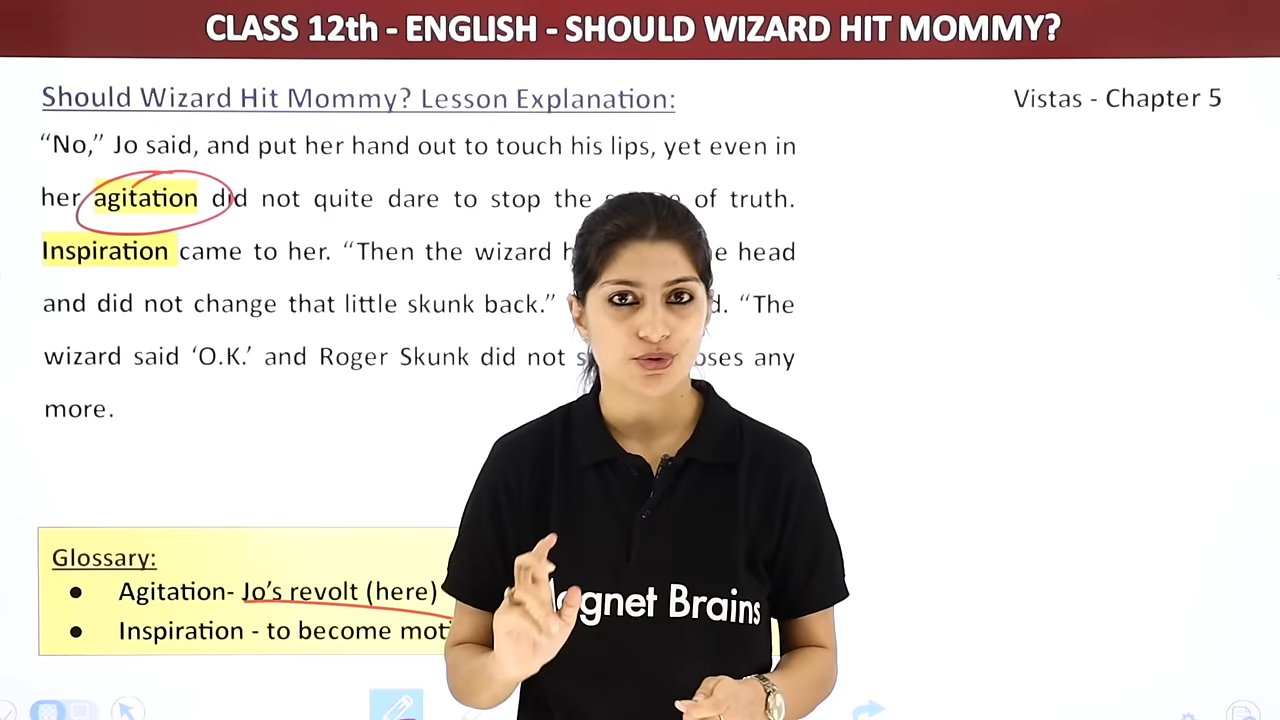 CLASS 12th - ENGLISH - SHOULD WIZARD HIT MOMMY?
Should Wizard Hit Mommy? Lesson Explanation:
Vistas - Chapter 5
“No,” Jo said, and put her hand out to touch his lips, yet even in
her agitation did not quite dare to stop the of truth.
Inspiration came to her. “Then the wizard head
and did not change that little skunk back.” “The
wizard said ‘O.K.’ and Roger Skunk did not any
more.
Glossary:
● Agitation- Jo’s revolt (here)
● Inspiration - to become
Magnet Brains